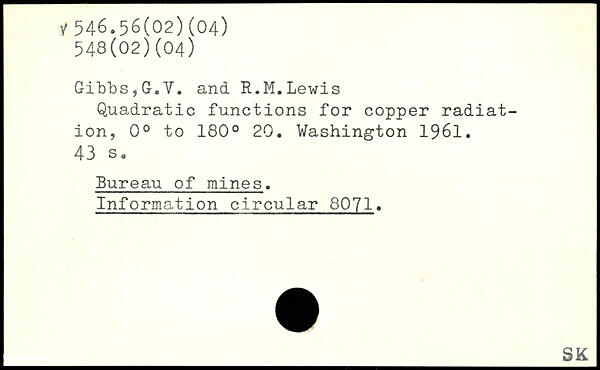 v 546.56(02)(04)
548(02)(04)
Gibbs,G.V. and R.M.Lewis
Quadratic functions for copper radiat-
ion, 0° to 180° 20. Washington 1961.
43 s.
Bureau of mines.
Information circular 8071.
SK